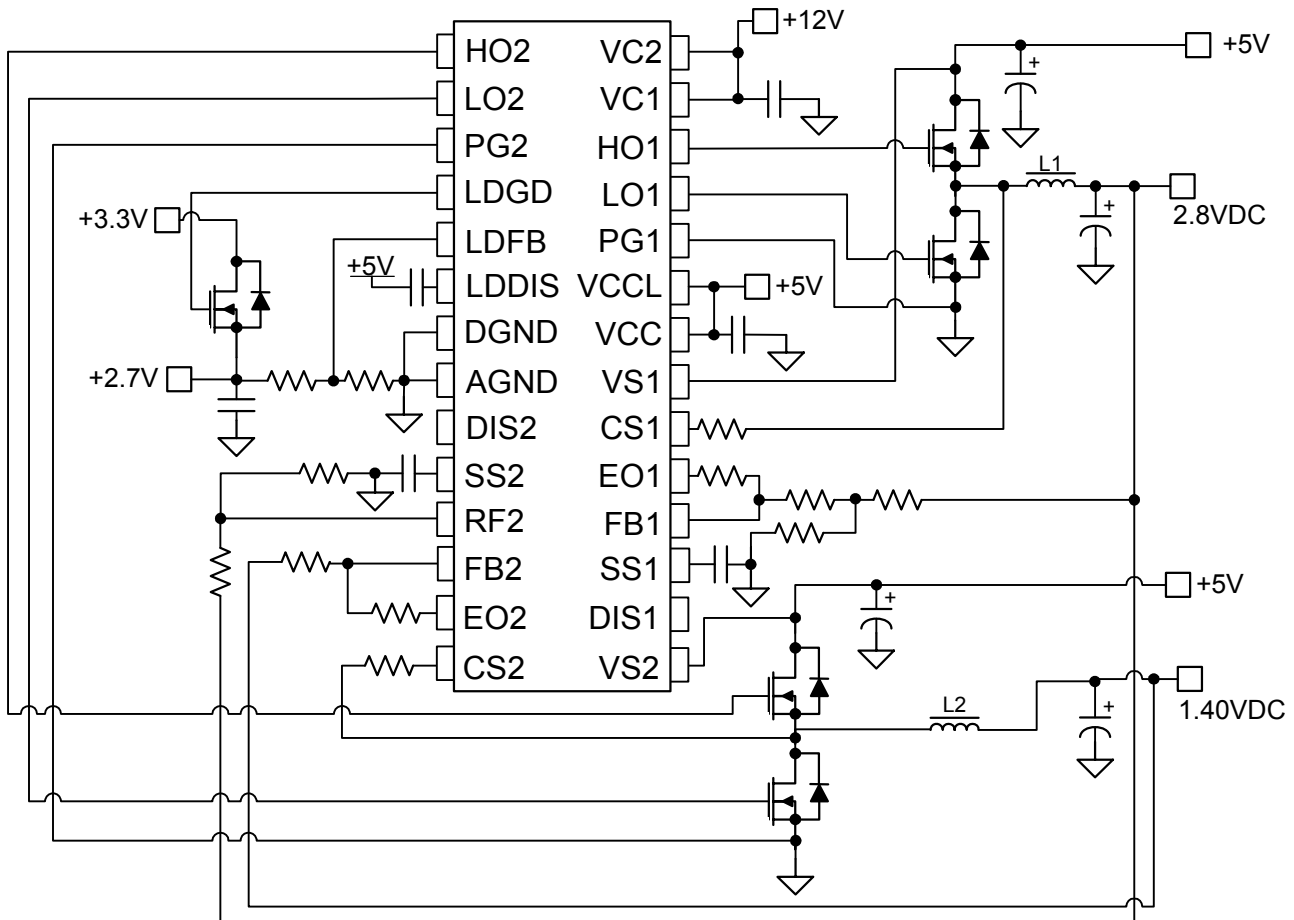 +12V
+5V
HO2
VC2
LO2
VC1
PG2
HO1
LDGD
LO1
L1
2.8VDC
+3.3V
LDFB
PG1
+5V
LDDIS
VCCL
+5V
DGND
VCC
+2.7V
AGND
VS1
DIS2
CS1
SS2
EO1
RF2
FB1
FB2
SS1
+5V
EO2
DIS1
CS2
VS2
L2
1.40VDC
+
+
+
+